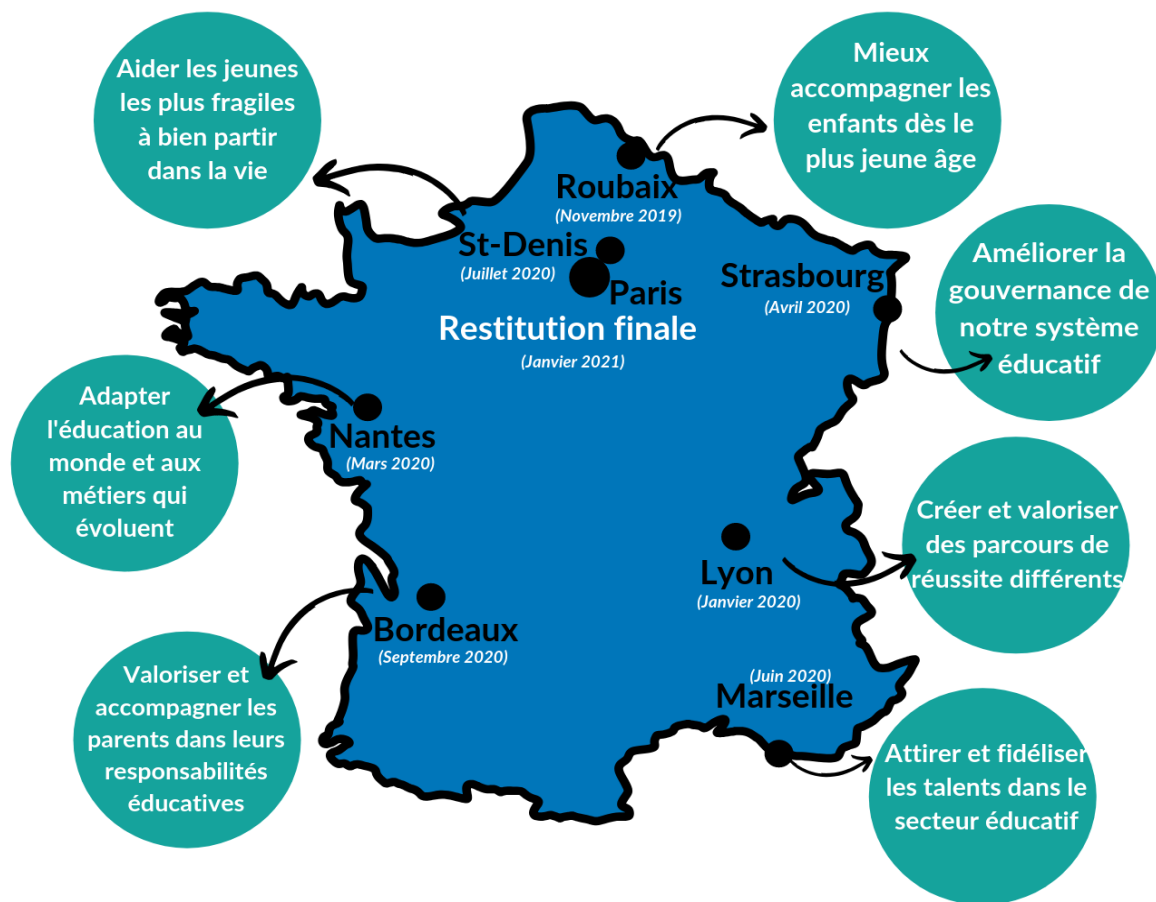 Aider les jeunes
les plus fragiles
à bien partir
dans la vie
Mieux
accompagner les
enfants dès le
plus jeune âge
Roubaix
(Novembre 2019)
St-Denis
(Juillet 2020)
Paris
Restitution finale
(Janvier 2021)
Strasbourg
(Avril 2020)
Améliorer la
gouvernance de
notre système
éducatif
Adapter
l'éducation au
monde et aux
métiers qui
évoluent
Nantes
(Mars 2020)
Lyon
(Janvier 2020)
Créer et valoriser
des parcours de
réussite différents
Bordeaux
(Septembre 2020)
Valoriser et
accompagner les
parents dans leurs
responsabilités
éducatives
(Juin 2020)
Marseille
Attirer et fidéliser
les talents dans le
secteur éducatif